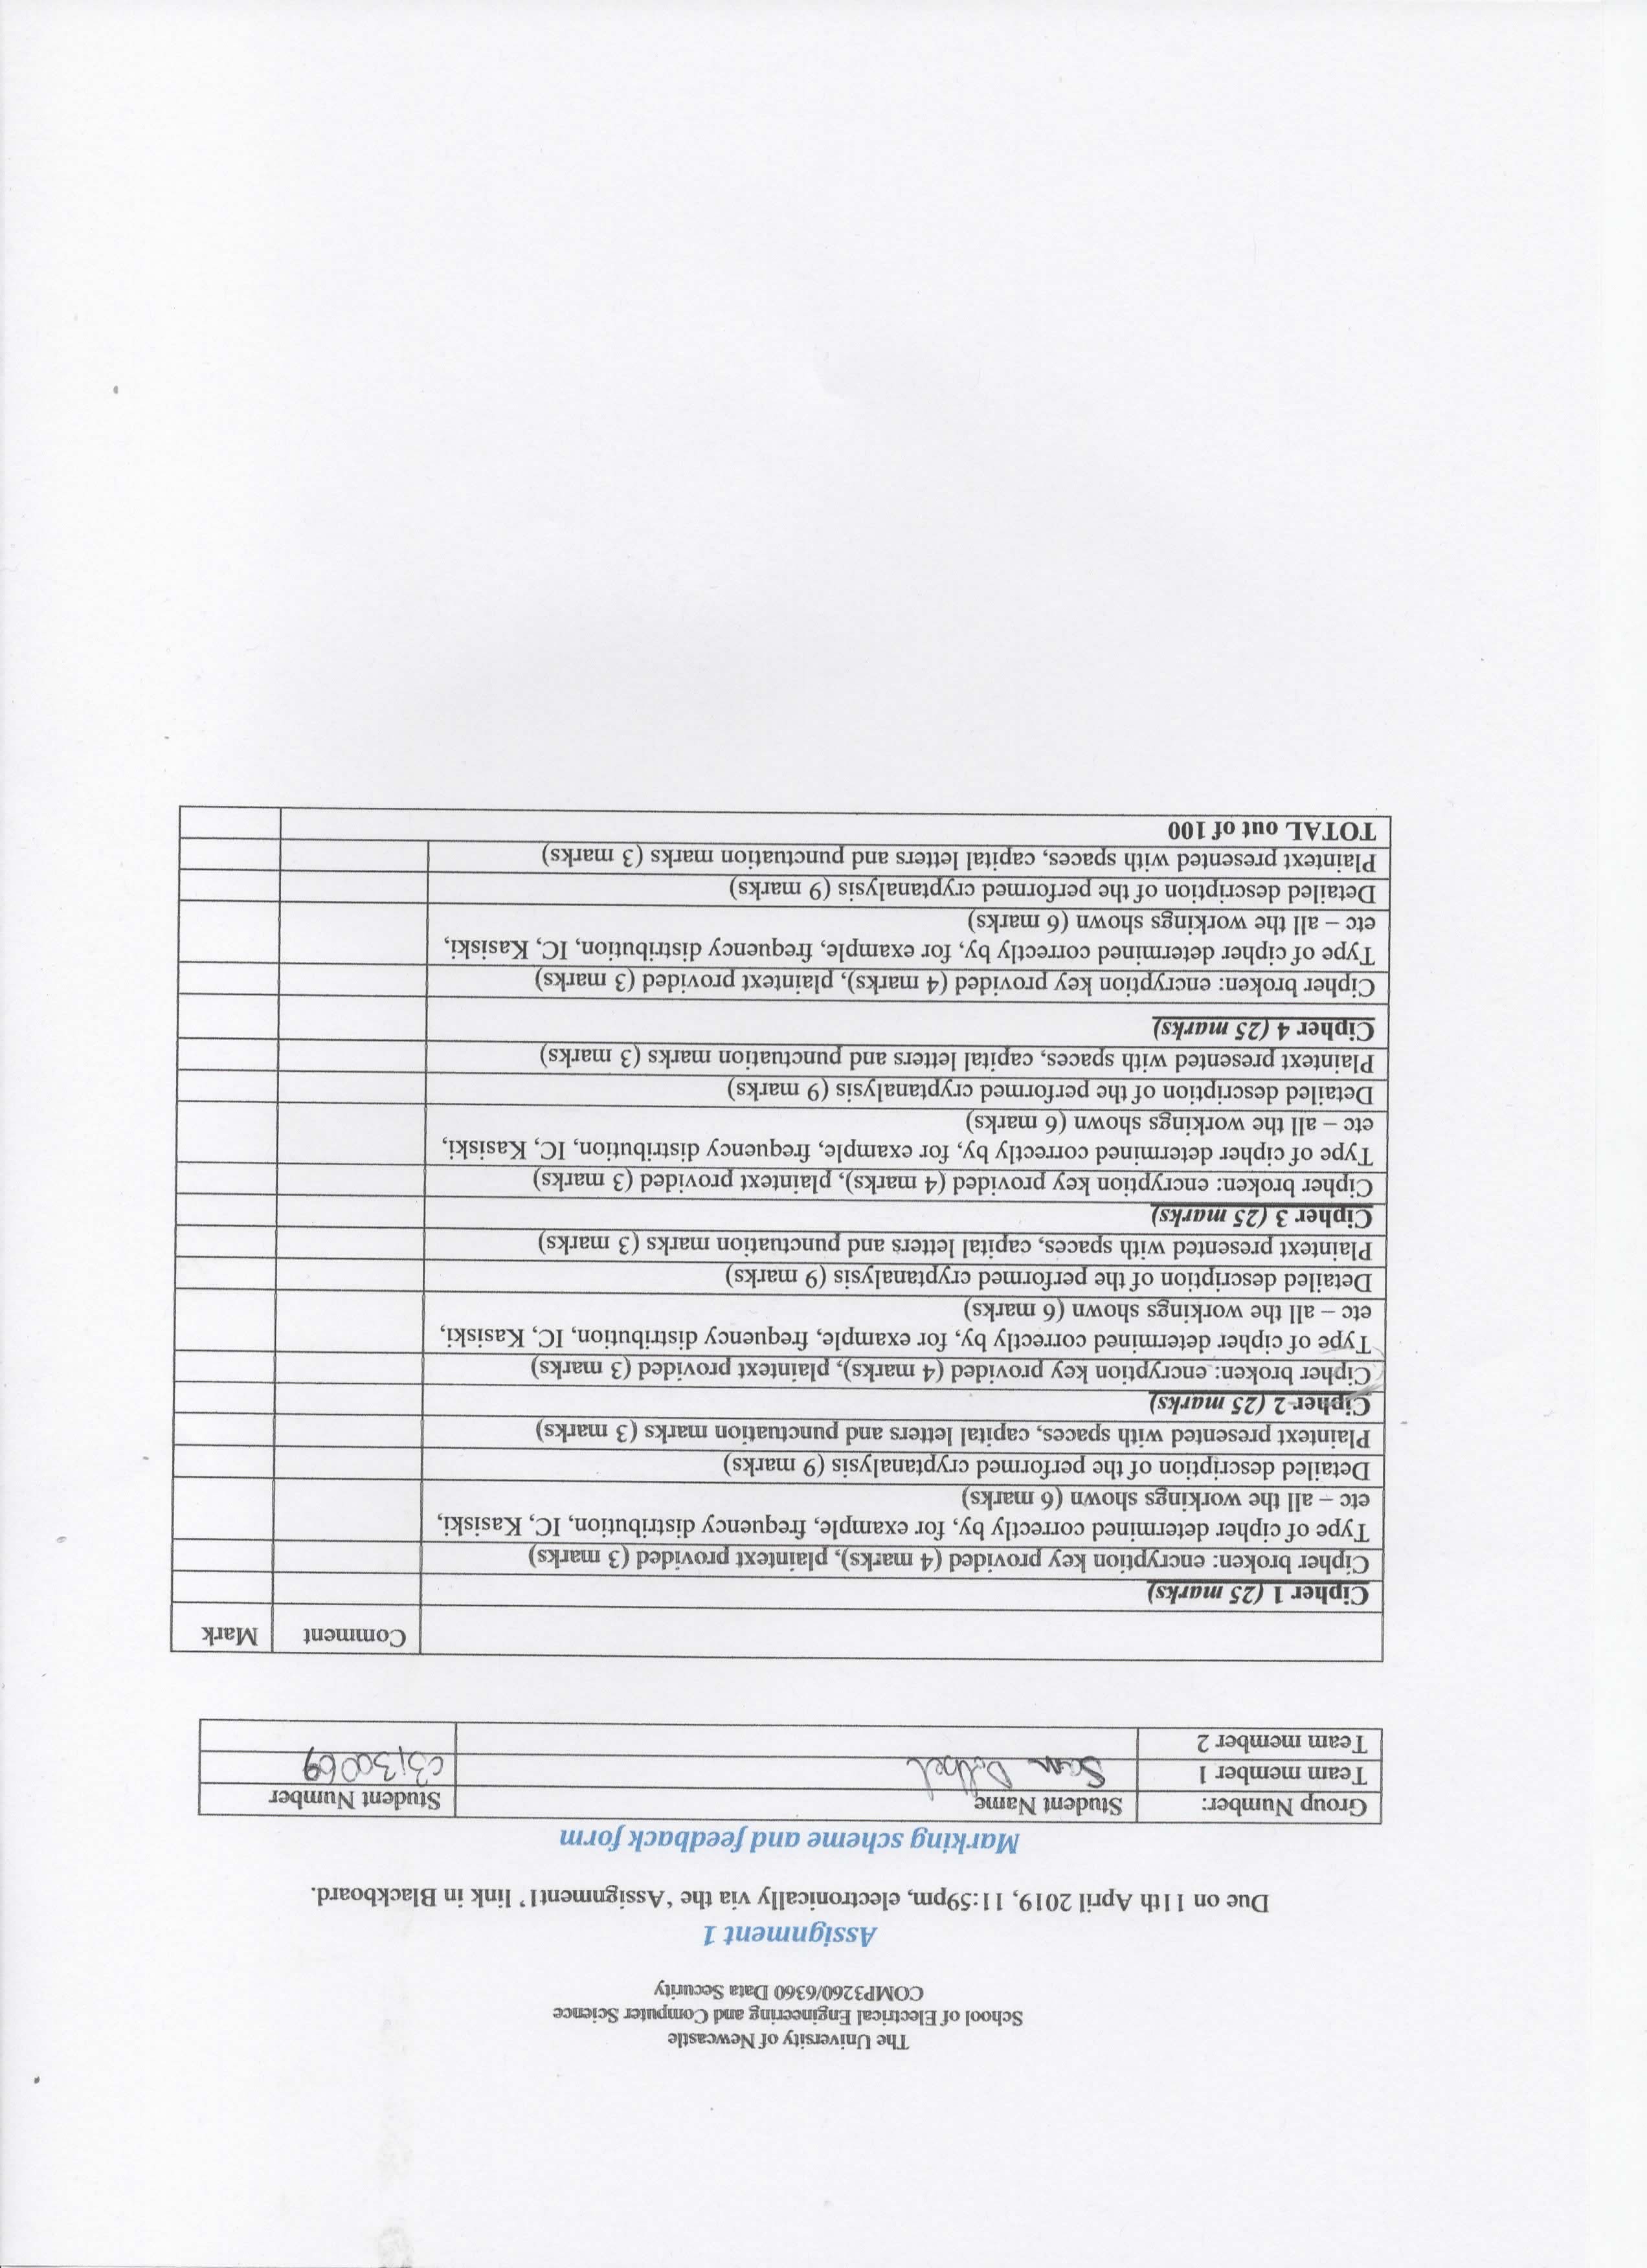 The University of Newcastle
School of Electrical Engineering and Computer Science
COMP3260/6360 Data Security
Assignment 1
Due on 11th April 2019, 11:59pm, electronically via the ‘Assignment1’ link in Blackboard.
Marking scheme and feedback form
Group Number: Student Name Student Number
Team member 1 Sam
Team member 2
Comment Mark
Cipher 1 (25 marks)
Cipher broken: encryption key provided (4 marks), plaintext provided (3 marks)
Type of cipher determined correctly by, for example, frequency distribution, IC, Kasiski,
etc – all the workings shown (6 marks)
Detailed description of the performed cryptanalysis (9 marks)
Plaintext presented with spaces, capital letters and punctuation marks (3 marks)
Cipher 2 (25 marks)
Cipher broken: encryption key provided (4 marks), plaintext provided (3 marks)
Type of cipher determined correctly by, for example, frequency distribution, IC, Kasiski,
etc – all the workings shown (6 marks)
Detailed description of the performed cryptanalysis (9 marks)
Plaintext presented with spaces, capital letters and punctuation marks (3 marks)
Cipher 3 (25 marks)
Cipher broken: encryption key provided (4 marks), plaintext provided (3 marks)
Type of cipher determined correctly by, for example, frequency distribution, IC, Kasiski,
etc – all the workings shown (6 marks)
Detailed description of the performed cryptanalysis (9 marks)
Plaintext presented with spaces, capital letters and punctuation marks (3 marks)
Cipher 4 (25 marks)
Cipher broken: encryption key provided (4 marks), plaintext provided (3 marks)
Type of cipher determined correctly by, for example, frequency distribution, IC, Kasiski,
etc – all the workings shown (6 marks)
Detailed description of the performed cryptanalysis (9 marks)
Plaintext presented with spaces, capital letters and punctuation marks (3 marks)
TOTAL out of 100